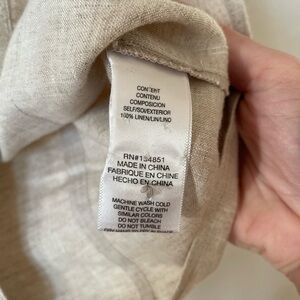 CONTENT
CONTENU
COMPOSICION
SELF/SOI/EXTERIOR
100% LINEN/LIN/LINO
RN#134851
MADE IN CHINA
FABRIQUE EN CHINE
HECHO EN CHINA
MACHINE WASH COLD
GENTLE CYCLE WITH
SIMILAR COLORS
DO NOT BLEACH
DO NOT TUMBLE